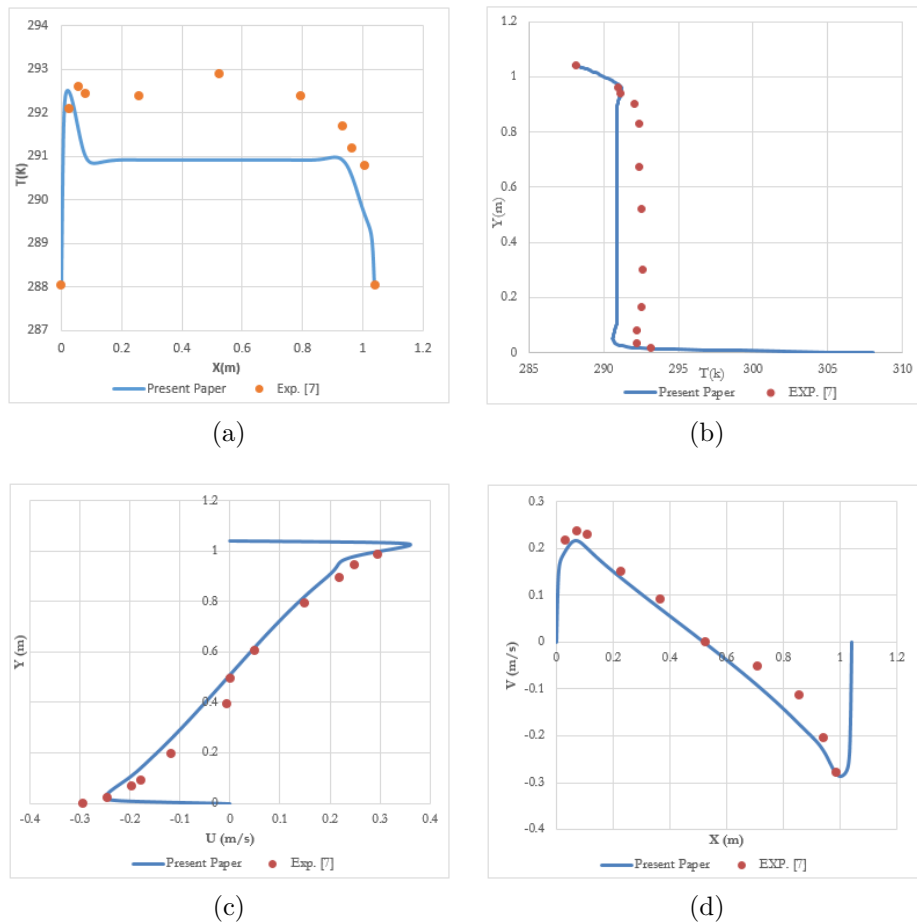 294
293
292
291
290
289
288
287
T(K)
0
0.2
0.4
0.6
0.8
1
1.2
X(m)
Present Paper
Exp. [7]
(a)
1.2
1
0.8
0.6
0.4
0.2
0
Y(m)
285
290
295
300
305
310
T(k)
Present Paper
EXP. [7]
(b)
1.2
1
0.8
0.6
0.4
0.2
0
Y (m)
-0.4
-0.3
-0.2
-0.1
0
0.1
0.2
0.3
0.4
U (m/s)
Present Paper
Exp. [7]
(c)
0.3
0.2
0.1
0
-0.1
-0.2
-0.3
-0.4
V (m/s)
0
0.2
0.4
0.6
0.8
1
1.2
X (m)
Present Paper
EXP. [7]
(d)